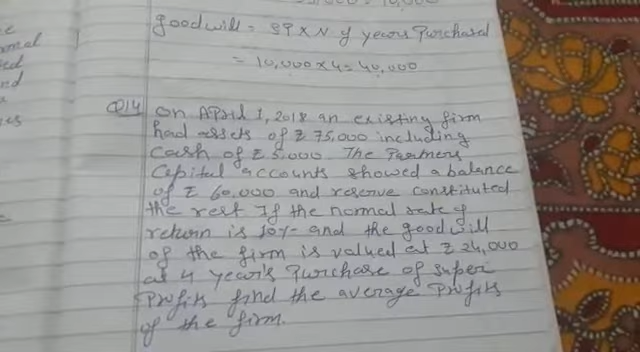 goodwill = SP X N y years Purchased
= 10,000 x 4 = 40,000
Q14 On April 1, 2018 an existing firm
had assets of ₹ 75,000 including
Cash of ₹ 5,000 The Partners
Capital accounts showed a balance
of ₹ 60,000 and reserve constituted
the rest If the normal rate of
return is 10% and the goodwill
of the firm is valued at ₹ 24,000
at 4 year's Purchase of super
Profits find the average Profits
of the firm.